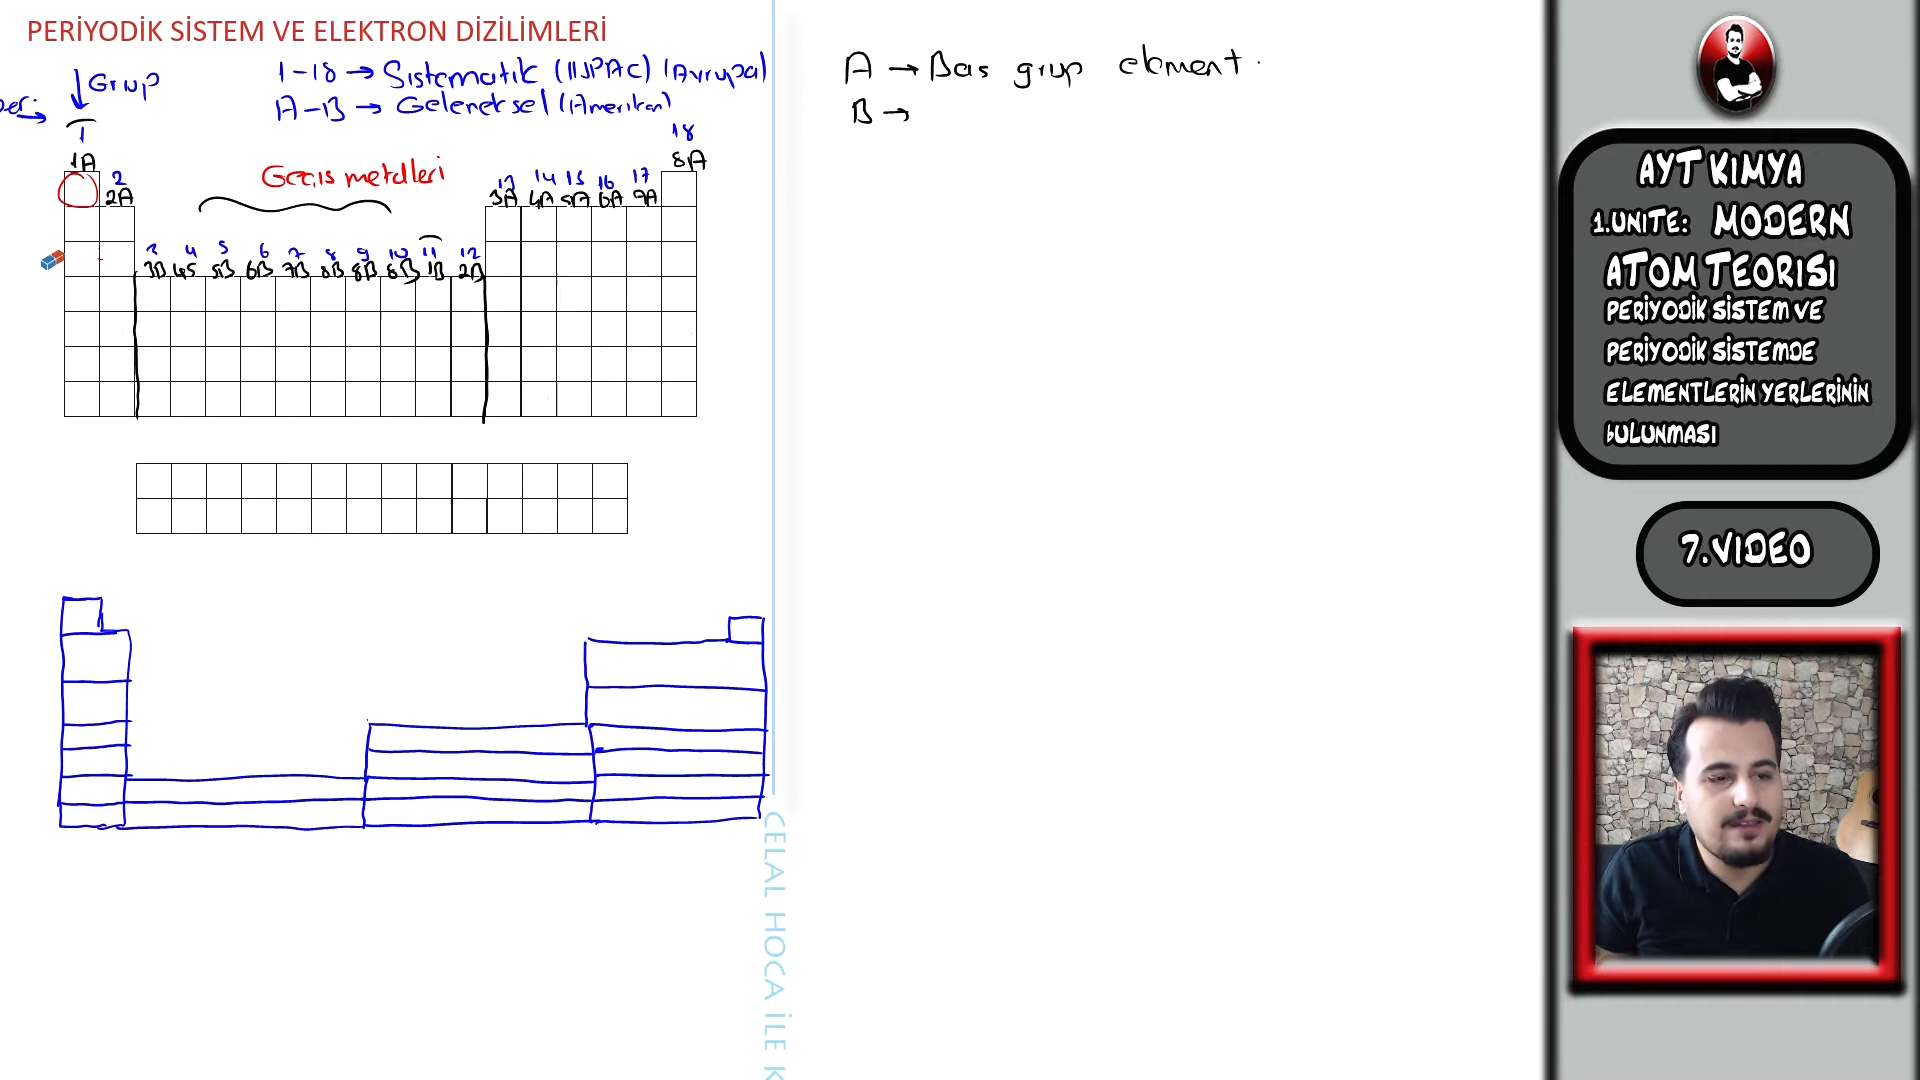 PERİYODİK SİSTEM VE ELEKTRON DİZİLİMLERİ
↓Grup
1-18 → Sistematik (IUPAC) (Avrupa)
A-B → Geleneksel (Amerikan)
1
18
1A
8A
Geçiş metalleri
2
13 14 15 16 17
2A
3A 4A 5A 6A 7A
3 4 5 6 7 8 9 10 11 12
3B 4B 5B 6B 7B 8B 8B 8B 1B 2B
A → Bas grup element.
B →
CELAL HOCA İLE K
AYT KİMYA
1.ÜNİTE: MODERN
ATOM TEORİSİ
PERİYODİK SİSTEM VE
PERİYODİK SİSTEMDE
ELEMENTLERİN YERLERİNİN
BULUNMASI
7.VİDEO